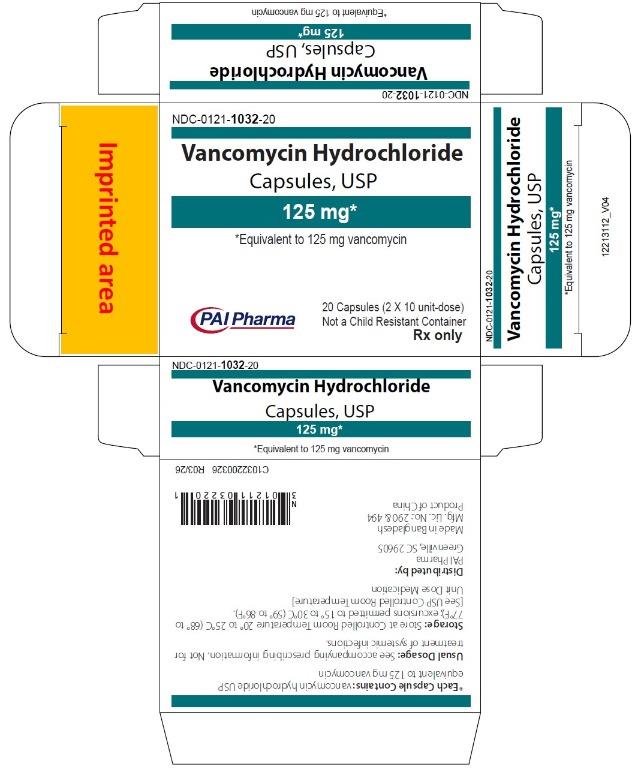 *Equivalent to 125 mg vancomycin
125 mg*
Capsules, USP
Vancomycin Hydrochloride
NDC-0121-1032-20
Imprinted area
NDC-0121-1032-20
Vancomycin Hydrochloride
Capsules, USP
125 mg*
*Equivalent to 125 mg vancomycin
PAI Pharma
20 Capsules (2 X 10 unit-dose)
Not a Child Resistant Container
Rx only
NDC-0121-1032-20
Vancomycin Hydrochloride
Capsules, USP
125 mg*
*Equivalent to 125 mg vancomycin
12213112_V04
NDC-0121-1032-20
Vancomycin Hydrochloride
Capsules, USP
125 mg*
*Equivalent to 125 mg vancomycin
*Each Capsule Contains: vancomycin hydrochloride USP
equivalent to 125 mg vancomycin
Usual Dosage: See accompanying prescribing information. Not for
treatment of systemic infections.
Storage: Store at Controlled Room Temperature 20° to 25°C (68° to
77°F); excursions permitted to 15° to 30°C (59° to 86°F).
[See USP Controlled Room Temperature]
Unit Dose Medication
Distributed by:
PAI Pharma
Greenville, SC 29605
Made in Bangladesh
Mfg. Lic. No.: 290 & 494
Product of China
N
3 0121103220 1
C1032200326 R03/26